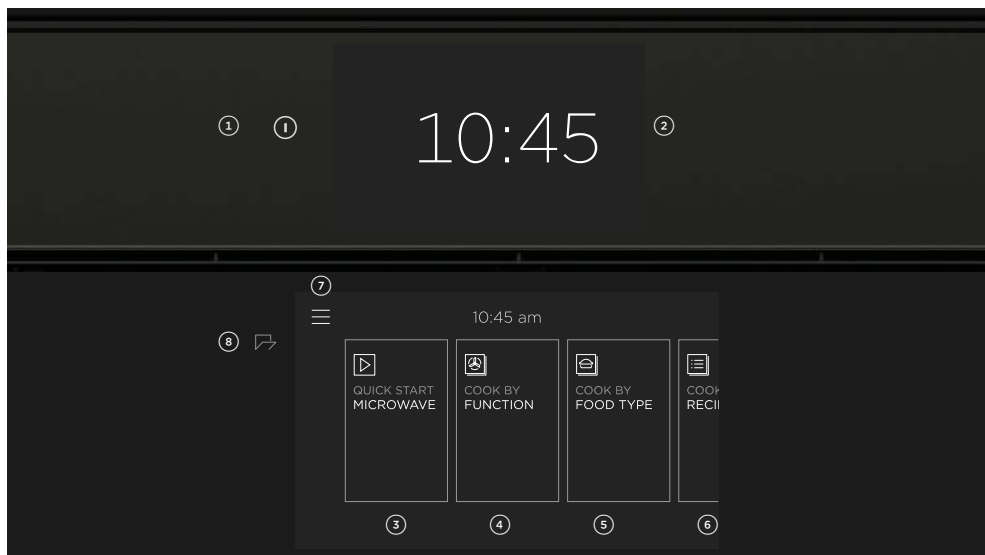 1
10:45
2
7
10:45 am
8
QUICK START
MICROWAVE
COOK BY
FUNCTION
COOK BY
FOOD TYPE
3
4
5
6